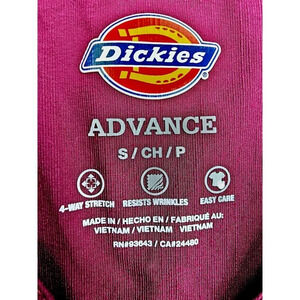 Dickies
ADVANCE
S / CH / P
4-WAY STRETCH
RESISTS WRINKLES
EASY CARE
MADE IN / HECHO EN / FABRIQUÉ AU:
VIETNAM / VIETNAM / VIETNAM
RN#93643 / CA#24480